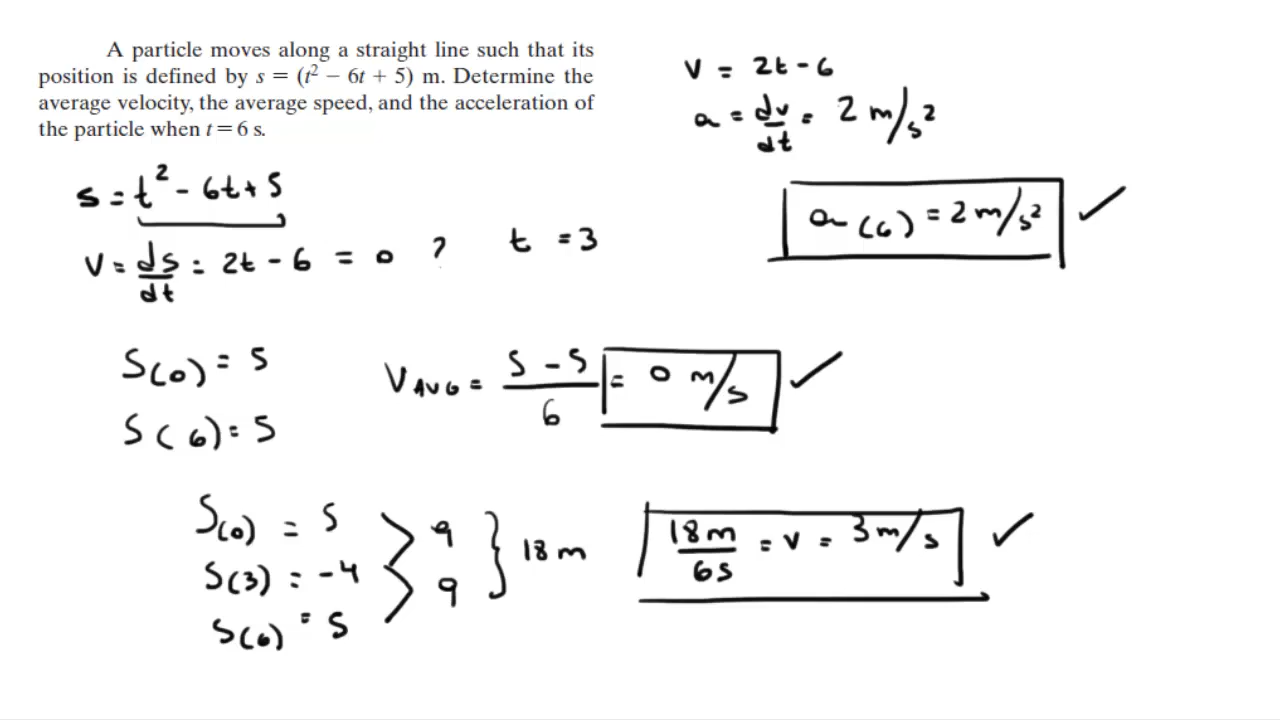 A particle moves along a straight line such that its
position is defined by s = (t² − 6t + 5) m. Determine the
average velocity, the average speed, and the acceleration of
the particle when t = 6 s.
s = t² - 6t + 5
v = ds/dt = 2t - 6 = 0 ? t = 3
v = 2t - 6
a = dv/dt = 2 m/s²
a(6) = 2 m/s² ✓
S(0) = 5
S(6) = 5
V AVG = 5 - 5 / 6 = 0 m/s ✓
S(0) = 5
S(3) = -4
S(6) = 5
> 9
> 9
} 18 m
18m/6s = v = 3 m/s ✓